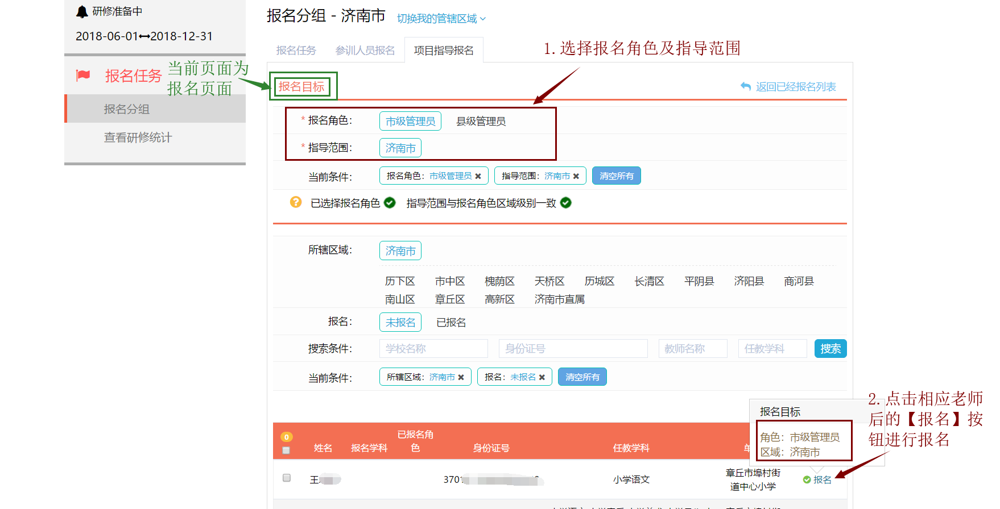 研修准备中
2018-06-01↔2018-12-31
报名任务
当前页面为
报名页面
报名分组
查看研修统计
报名分组 - 济南市 切换我的管辖区域
报名任务 参训人员报名 项目指导报名
1.选择报名角色及指导范围
报名目标 返回已经报名列表
* 报名角色： 市级管理员 县级管理员
* 指导范围： 济南市
当前条件： 报名角色：市级管理员 ✖ 指导范围：济南市 ✖ 清空所有
? 已选择报名角色 指导范围与报名角色区域级别一致
所辖区域： 济南市
历下区 市中区 槐荫区 天桥区 历城区 长清区 平阴县 济阳县 商河县
南山区 章丘区 高新区 济南市直属
报名： 未报名 已报名
搜索条件： 学校名称 身份证号 教师名称 任教学科 搜索
当前条件： 所辖区域：济南市 ✖ 报名：未报名 ✖ 清空所有
2.点击相应老师
后的【报名】按
钮进行报名
报名目标
角色：市级管理员
区域：济南市
0
姓名 报名学科 已报名角色 身份证号 任教学科 单
王 370 小学语文 章丘市埠村街
道中心小学 报名